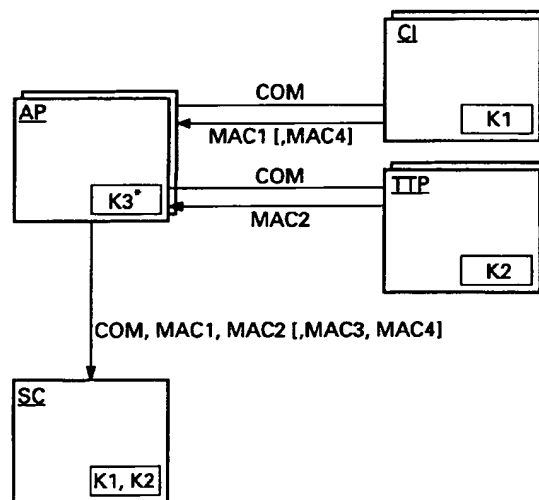 CI
K1
COM
MAC1 [,MAC4]
AP
K3*
COM
MAC2
TTP
K2
COM, MAC1, MAC2 [,MAC3, MAC4]
SC
K1, K2